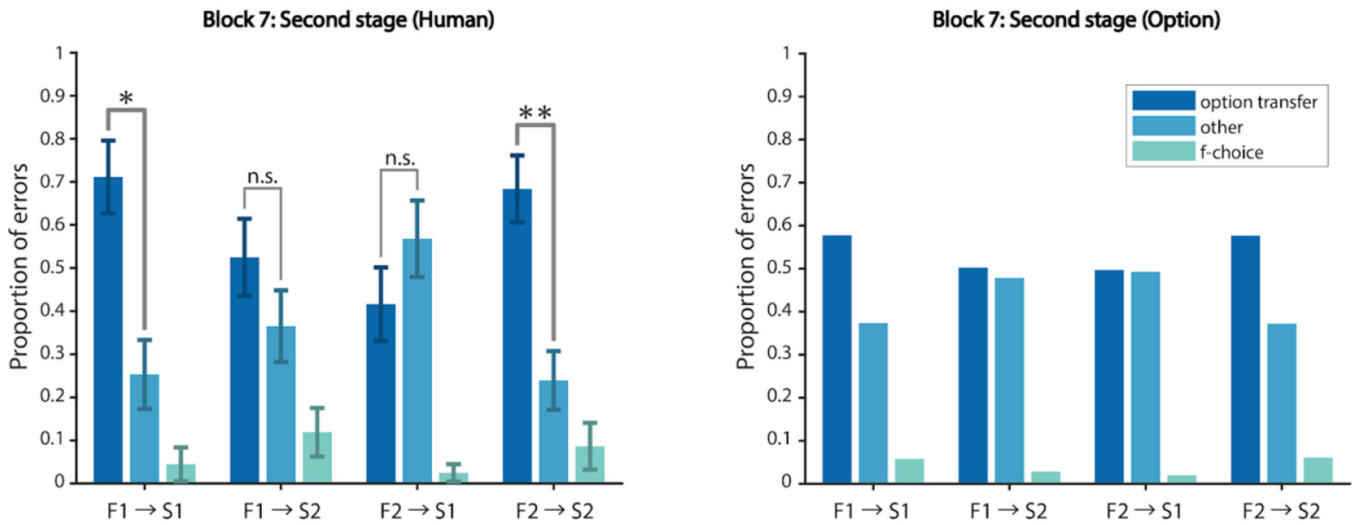 Block 7: Second stage (Human)
Proportion of errors
1
0.9
0.8
0.7
0.6
0.5
0.4
0.3
0.2
0.1
0
*
n.s.
n.s.
**
F1 → S1
F1 → S2
F2 → S1
F2 → S2
Block 7: Second stage (Option)
Proportion of errors
1
0.9
0.8
0.7
0.6
0.5
0.4
0.3
0.2
0.1
0
option transfer
other
f-choice
F1 → S1
F1 → S2
F2 → S1
F2 → S2